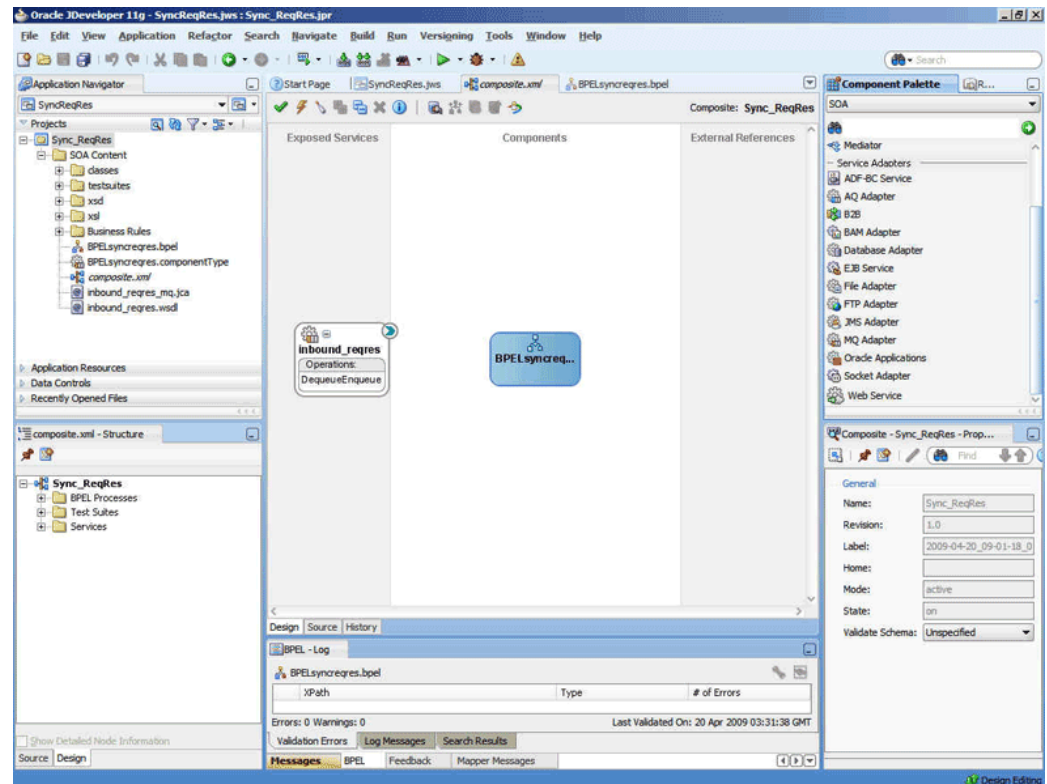 Oracle JDeveloper 11g - SyncReqRes.jws : Sync_ReqRes.jpr
File Edit View Application Refactor Search Navigate Build Run Versioning Tools Window Help
Search
Application Navigator
SyncReqRes
Projects
Sync_ReqRes
SOA Content
classes
testsuites
xsd
xsl
Business Rules
BPELsyncreqres.bpel
BPELsyncreqres.componentType
composite.xml
inbound_reqres_mq.jca
inbound_reqres.wsdl
Application Resources
Data Controls
Recently Opened Files
composite.xml - Structure
Sync_ReqRes
BPEL Processes
Test Suites
Services
Show Detailed Node Information
Source Design
Start Page SyncReqRes.jws composite.xml BPELsyncreqres.bpel
Composite: Sync_ReqRes
Exposed Services Components External References
inbound_reqres
Operations:
DequeueEnqueue
BPELsyncreq...
Design Source History
BPEL - Log
BPELsyncreqres.bpel
XPath Type # of Errors
Errors: 0 Warnings: 0 Last Validated On: 20 Apr 2009 03:31:38 GMT
Validation Errors Log Messages Search Results
Messages BPEL Feedback Mapper Messages
Component Palette R...
SOA
Mediator
Service Adapters
ADF-BC Service
AQ Adapter
B2B
BAM Adapter
Database Adapter
EJB Service
File Adapter
FTP Adapter
JMS Adapter
MQ Adapter
Oracle Applications
Socket Adapter
Web Service
Composite - Sync_ReqRes - Prop...
Find
General
Name: Sync_ReqRes
Revision: 1.0
Label: 2009-04-20_09-01-18_0
Home:
Mode: active
State: on
Validate Schema: Unspecified
Design Editing